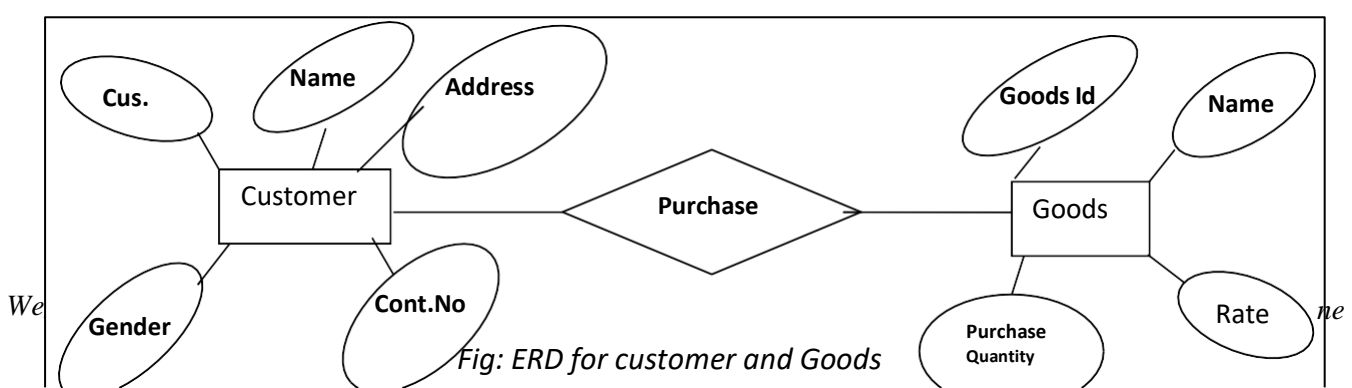 Cus.
Name
Address
Goods Id
Name
Customer
Purchase
Goods
We
Gender
Cont.No
Purchase
Quantity
Rate
ne
Fig: ERD for customer and Goods